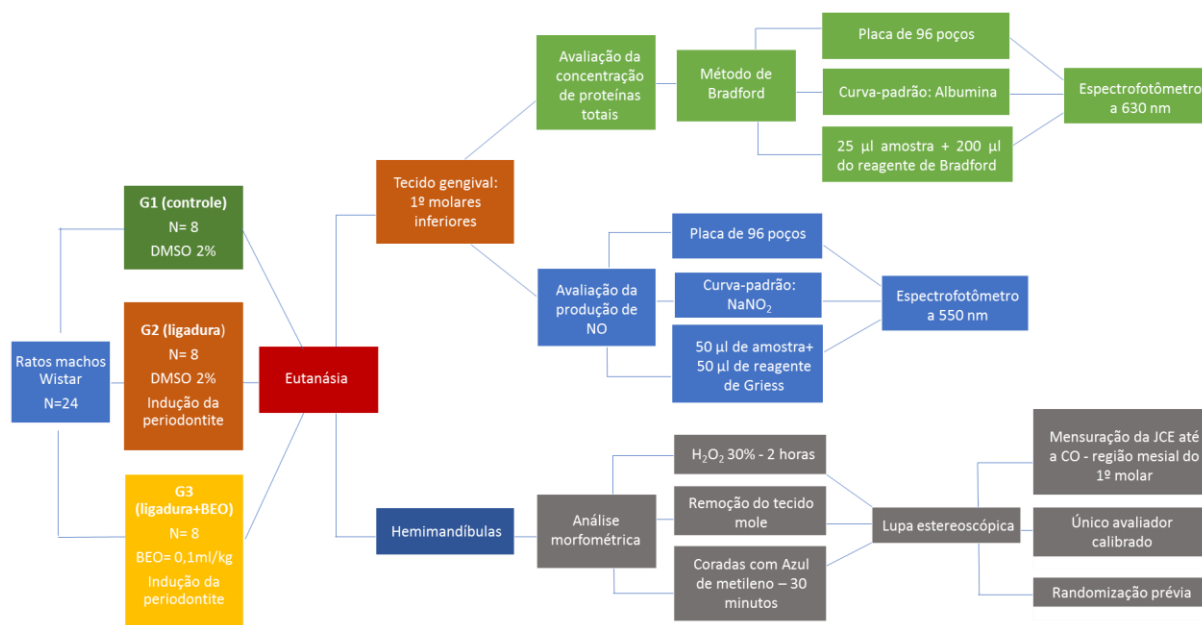 Ratos machos
Wistar
N=24
G1 (controle)
N= 8
DMSO 2%
G2 (ligadura)
N= 8
DMSO 2%
Indução da
periodontite
G3
(ligadura+BEO)
N= 8
BEO= 0,1ml/kg
Indução da
periodontite
Eutanásia
Tecido gengival:
1º molares
inferiores
Avaliação da
concentração
de proteínas
totais
Método de
Bradford
Placa de 96 poços
Curva-padrão: Albumina
25 µl amostra + 200 µl
do reagente de Bradford
Espectrofotômetro
a 630 nm
Avaliação da
produção de
NO
Placa de 96 poços
Curva-padrão:
NaNO₂
50 µl de amostra+
50 µl de reagente
de Griess
Espectrofotômetro
a 550 nm
Hemimandíbulas
Análise
morfométrica
H₂O₂ 30% - 2 horas
Remoção do tecido
mole
Coradas com Azul
de metileno – 30
minutos
Lupa estereoscópica
Mensuração da JCE até
a CO - região mesial do
1º molar
Único avaliador
calibrado
Randomização prévia